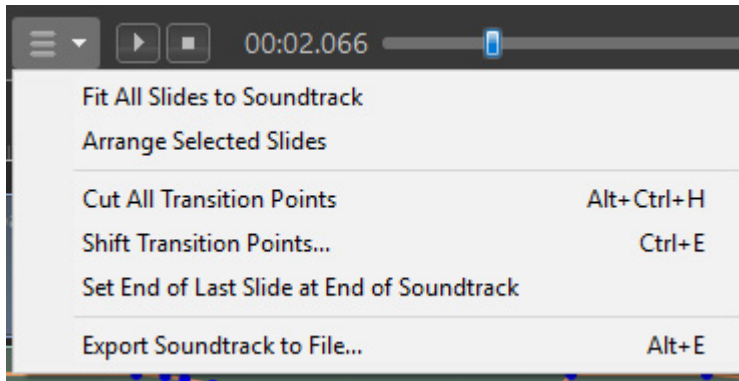 00:02.066
Fit All Slides to Soundtrack
Arrange Selected Slides
Cut All Transition Points Alt+Ctrl+H
Shift Transition Points... Ctrl+E
Set End of Last Slide at End of Soundtrack
Export Soundtrack to File... Alt+E